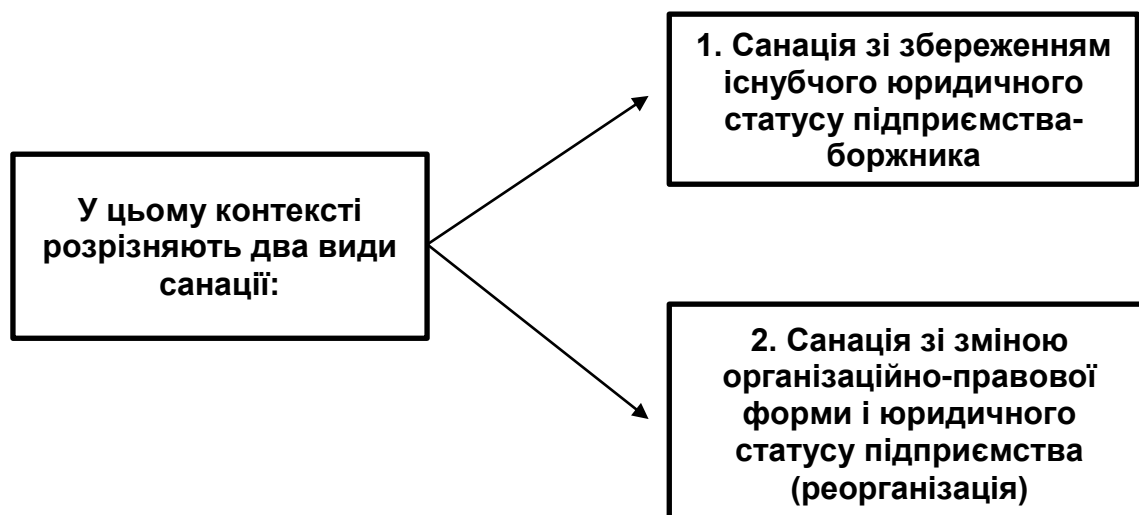 У цьому контексті
розрізняють два види
санації:
1. Санація зі збереженням
існубчого юридичного
статусу підприємства-
боржника
2. Санація зі зміною
організаційно-правової
форми і юридичного
статусу підприємства
(реорганізація)